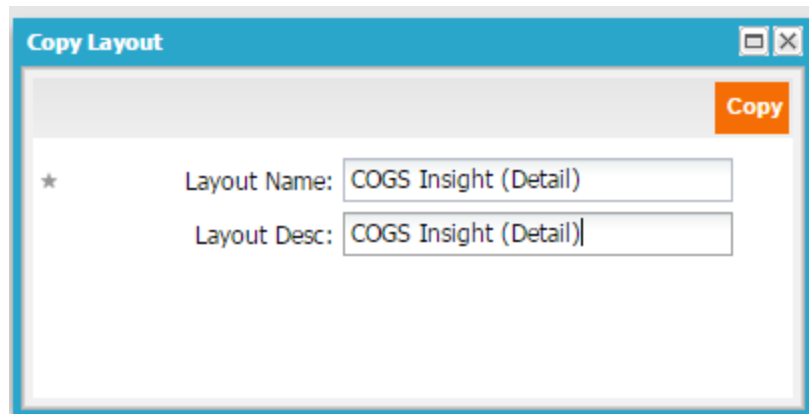 Copy Layout
Copy
Layout Name: COGS Insight (Detail)
Layout Desc: COGS Insight (Detail)